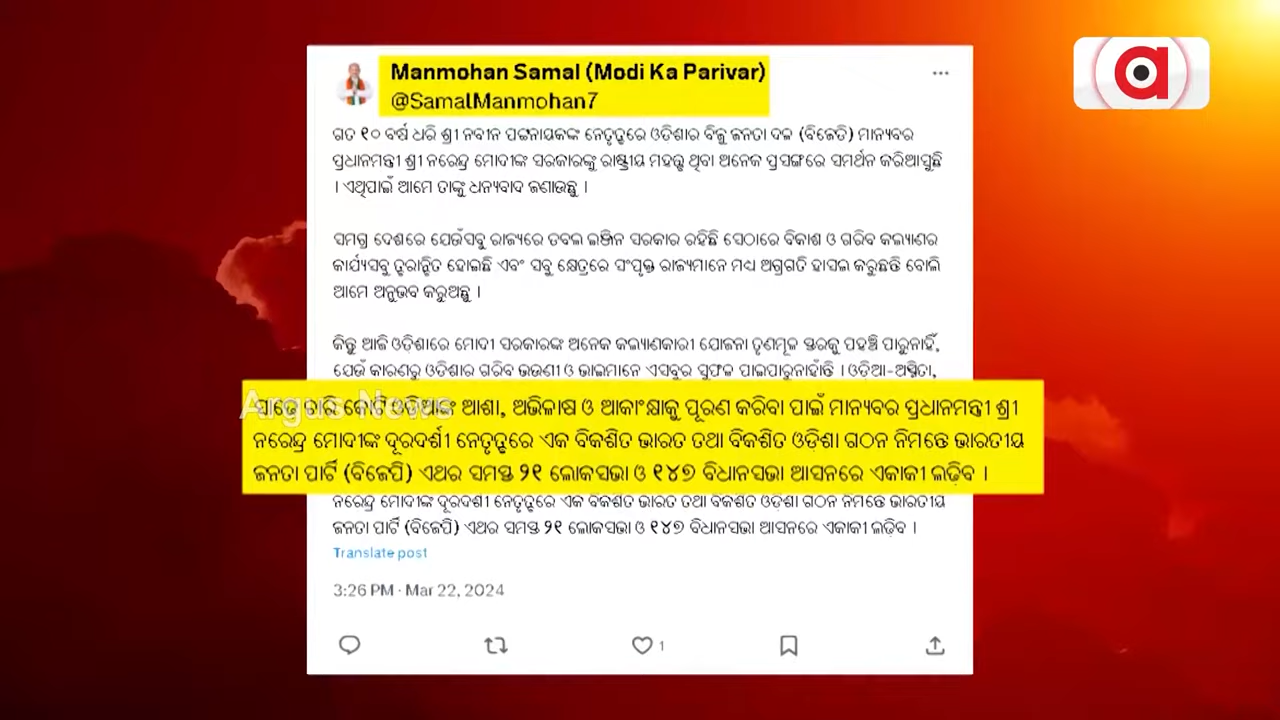 Manmohan Samal (Modi Ka Parivar)
@SamalManmohan7
ଗତ ୧୦ ବର୍ଷ ଧରି ଶ୍ରୀ ନବୀନ ପଟ୍ଟନାୟକଙ୍କ ନେତୃତ୍ବରେ ଓଡ଼ିଶାର ବିଜୁ ଜନତା ଦଳ (ବିଜେଡି) ମାନ୍ୟବର
ପ୍ରଧାନମନ୍ତ୍ରୀ ଶ୍ରୀ ନରେନ୍ଦ୍ର ମୋଦୀଙ୍କ ସରକାରଙ୍କୁ ରାଷ୍ଟ୍ରୀୟ ମହତ୍ତ୍ବ ଥିବା ଅନେକ ପ୍ରସଙ୍ଗରେ ସମର୍ଥନ କରିଆସୁଛି
। ଏଥିପାଇଁ ଆମେ ତାଙ୍କୁ ଧନ୍ୟବାଦ ଜଣାଉଛୁ ।
ସମଗ୍ର ଦେଶରେ ଯେଉଁସବୁ ରାଜ୍ୟରେ ଡବଲ ଇଞ୍ଜିନ ସରକାର ରହିଛି ସେଠାରେ ବିକାଶ ଓ ଗରିବ କଲ୍ୟାଣର
କାର୍ଯ୍ୟସବୁ ତ୍ବରାନ୍ବିତ ହୋଇଛି ଏବଂ ସବୁ କ୍ଷେତ୍ରରେ ସଂପୃକ୍ତ ରାଜ୍ୟମାନେ ମଧ୍ୟ ଅଗ୍ରଗତି ହାସଲ କରୁଛନ୍ତି ବୋଲି
ଆମେ ଅନୁଭବ କରୁଅଛୁ ।
କିନ୍ତୁ ଆଜି ଓଡ଼ିଶାରେ ମୋଦୀ ସରକାରଙ୍କ ଅନେକ କଲ୍ୟାଣକାରୀ ଯୋଜନା ତୃଣମୂଳ ସ୍ତରକୁ ପହଞ୍ଚି ପାରୁନାହିଁ,
ଯେଉଁ କାରଣରୁ ଓଡ଼ିଶାର ଗରିବ ଭଉଣୀ ଓ ଭାଇମାନେ ଏସବୁର ସୁଫଳ ପାଇପାରୁନାହାଁନ୍ତି । ଓଡ଼ିଆ-ଅସ୍ମିତା,
Argus News
ସାଢେ ଚାରି କୋଟି ଓଡ଼ିଆଙ୍କ ଆଶା, ଅଭିଳାଷ ଓ ଆକାଂକ୍ଷାକୁ ପୂରଣ କରିବା ପାଇଁ ମାନ୍ୟବର ପ୍ରଧାନମନ୍ତ୍ରୀ ଶ୍ରୀ
ନରେନ୍ଦ୍ର ମୋଦୀଙ୍କ ଦୂରଦର୍ଶୀ ନେତୃତ୍ବରେ ଏକ ବିକଶିତ ଭାରତ ତଥା ବିକଶିତ ଓଡ଼ିଶା ଗଠନ ନିମନ୍ତେ ଭାରତୀୟ
ଜନତା ପାର୍ଟି (ବିଜେପି) ଏଥର ସମସ୍ତ ୨୧ ଲୋକସଭା ଓ ୧୪୭ ବିଧାନସଭା ଆସନରେ ଏକାକୀ ଲଢ଼ିବ ।
ନରେନ୍ଦ୍ର ମୋଦୀଙ୍କ ଦୂରଦର୍ଶୀ ନେତୃତ୍ବରେ ଏକ ବିକଶିତ ଭାରତ ତଥା ବିକଶିତ ଓଡ଼ିଶା ଗଠନ ନିମନ୍ତେ ଭାରତୀୟ
ଜନତା ପାର୍ଟି (ବିଜେପି) ଏଥର ସମସ୍ତ ୨୧ ଲୋକସଭା ଓ ୧୪୭ ବିଧାନସଭା ଆସନରେ ଏକାକୀ ଲଢ଼ିବ ।
Translate post
3:26 PM · Mar 22, 2024
1